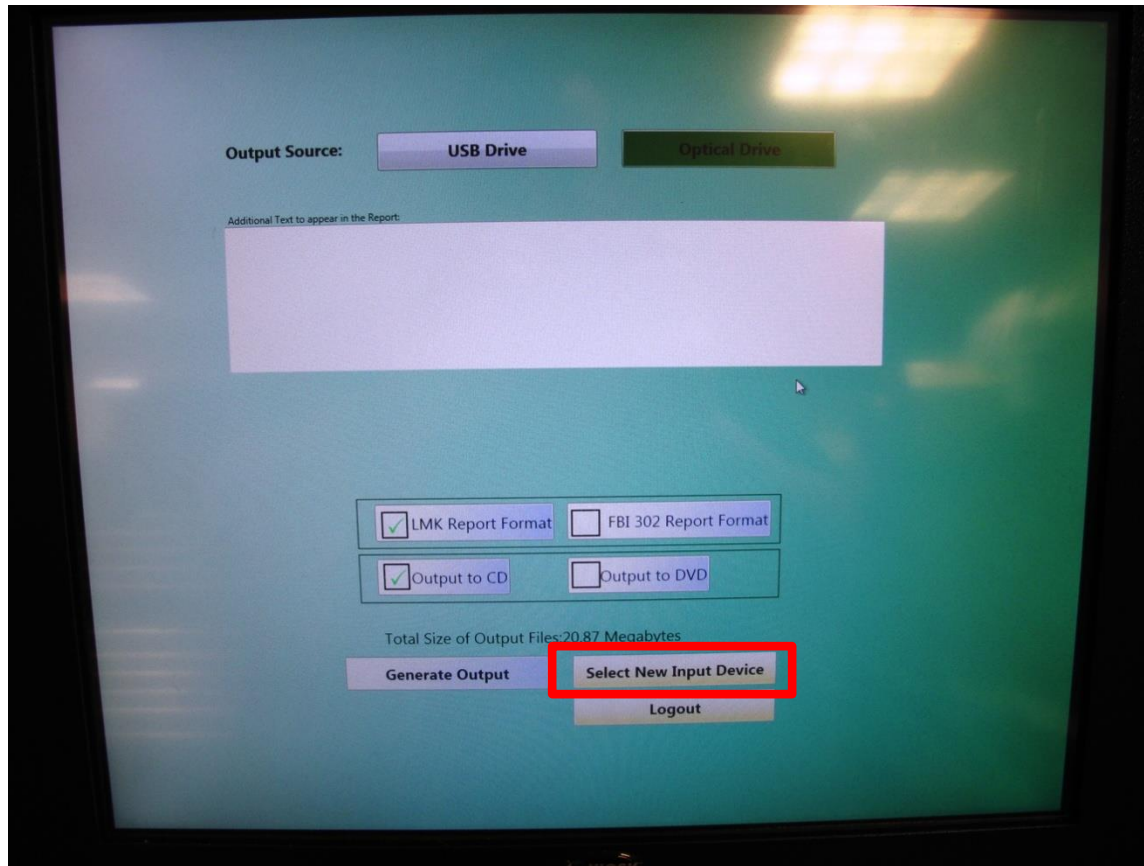 Output Source: USB Drive Optical Drive
Additional Text to appear in the Report:
LMK Report Format FBI 302 Report Format
Output to CD Output to DVD
Total Size of Output Files:20.87 Megabytes
Generate Output Select New Input Device
Logout